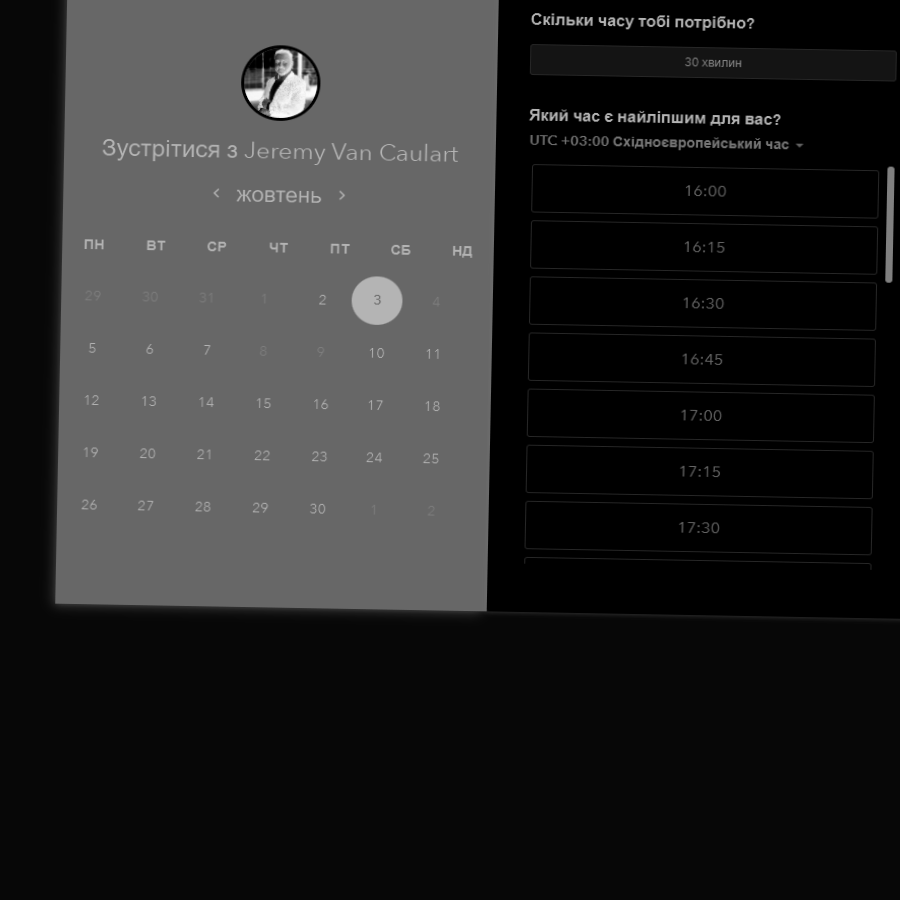 Зустрітися з Jeremy Van Caulart
< жовтень >
ПН ВТ СР ЧТ ПТ СБ НД
29 30 31 1 2 3 4
5 6 7 8 9 10 11
12 13 14 15 16 17 18
19 20 21 22 23 24 25
26 27 28 29 30 1 2
Скільки часу тобі потрібно?
30 хвилин
Який час є найліпшим для вас?
UTC +03:00 Східноєвропейський час
16:00
16:15
16:30
16:45
17:00
17:15
17:30